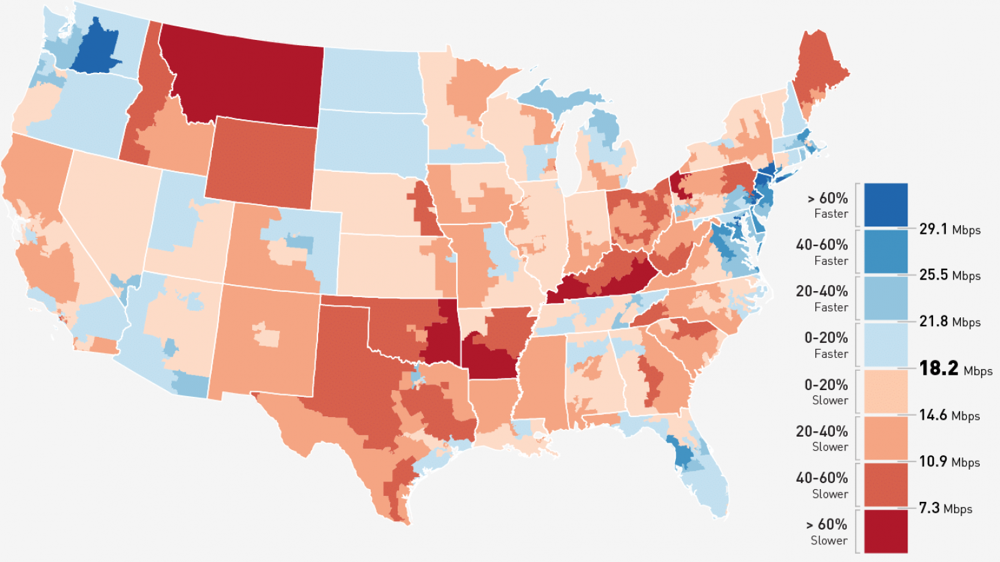 > 60%
Faster
29.1 Mbps
40-60%
Faster
25.5 Mbps
20-40%
Faster
21.8 Mbps
0-20%
Faster
18.2 Mbps
0-20%
Slower
14.6 Mbps
20-40%
Slower
10.9 Mbps
40-60%
Slower
7.3 Mbps
> 60%
Slower